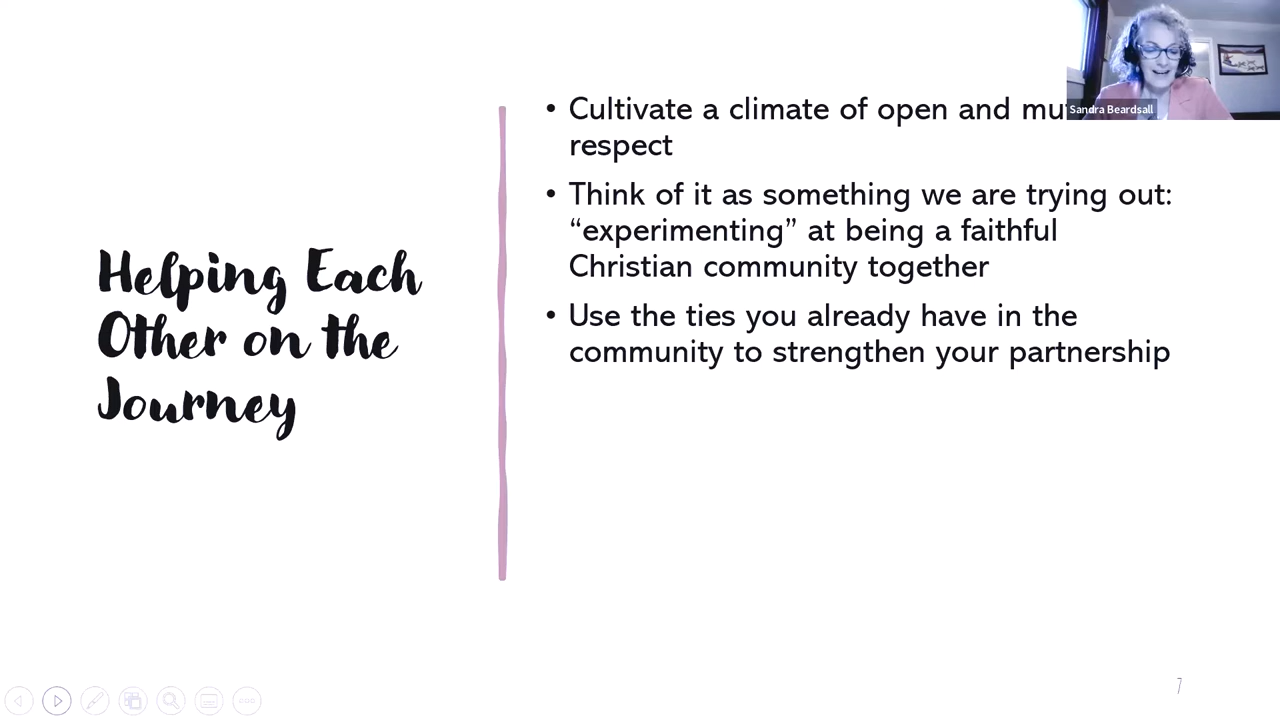 Helping Each
Other on the
Journey
• Cultivate a climate of open and
respect
• Think of it as something we are trying out:
“experimenting” at being a faithful
Christian community together
• Use the ties you already have in the
community to strengthen your partnership
Sandra Beardsall
7